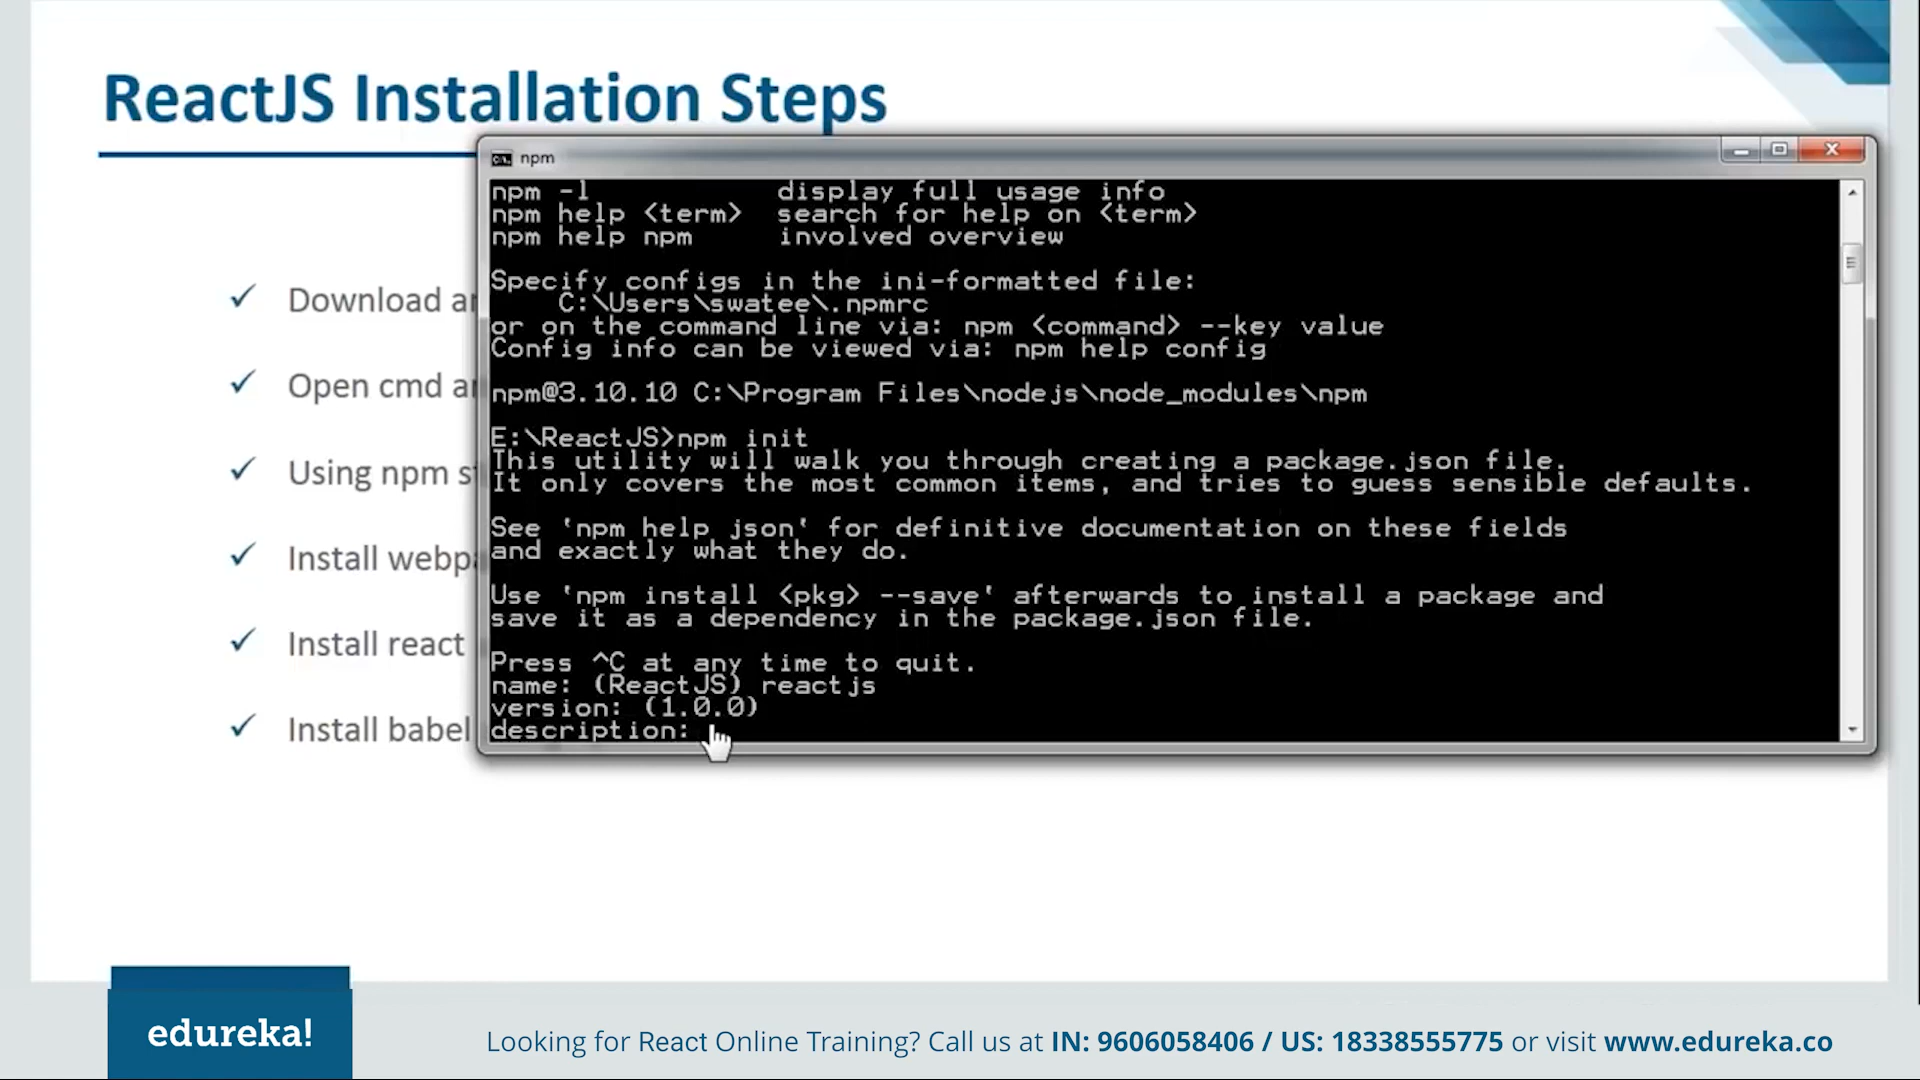 ReactJS Installation Steps
npm
npm -l display full usage info
npm help <term> search for help on <term>
npm help npm involved overview
Specify configs in the ini-formatted file:
C:\Users\swatee\.npmrc
or on the command line via: npm <command> --key value
Config info can be viewed via: npm help config
npm@3.10.10 C:\Program Files\nodejs\node_modules\npm
E:\ReactJS>npm init
This utility will walk you through creating a package.json file.
It only covers the most common items, and tries to guess sensible defaults.
See 'npm help json' for definitive documentation on these fields
and exactly what they do.
Use 'npm install <pkg> --save' afterwards to install a package and
save it as a dependency in the package.json file.
Press ^C at any time to quit.
name: (ReactJS) reactjs
version: (1.0.0)
description:
Download
Open cmd
Using npm
Install
Install react
Install babel
edureka!
Looking for React Online Training? Call us at IN: 9606058406 / US: 18338555775 or visit www.edureka.co